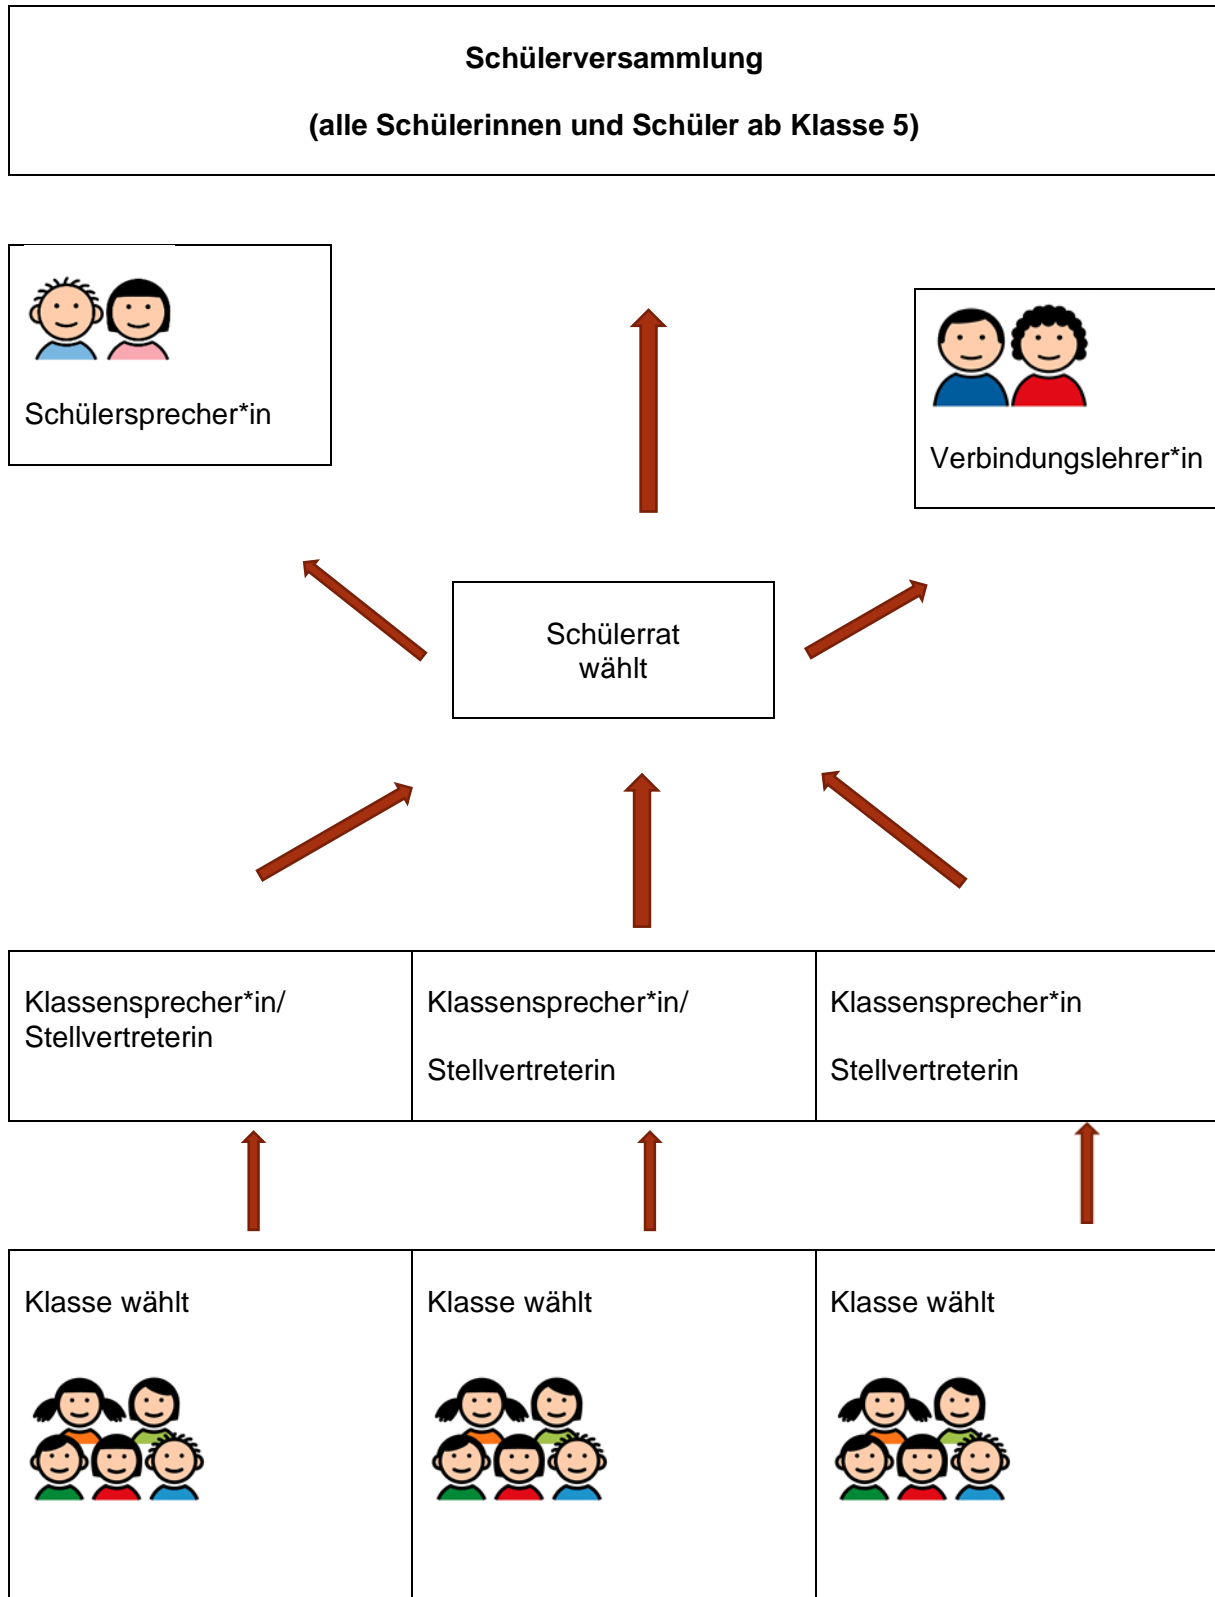 Schülerversammlung
(alle Schülerinnen und Schüler ab Klasse 5)
Schülersprecher*in
Verbindungslehrer*in
Schülerrat
wählt
Klassensprecher*in/
Stellvertreterin
Klassensprecher*in/
Stellvertreterin
Klassensprecher*in
Stellvertreterin
Klasse wählt
Klasse wählt
Klasse wählt